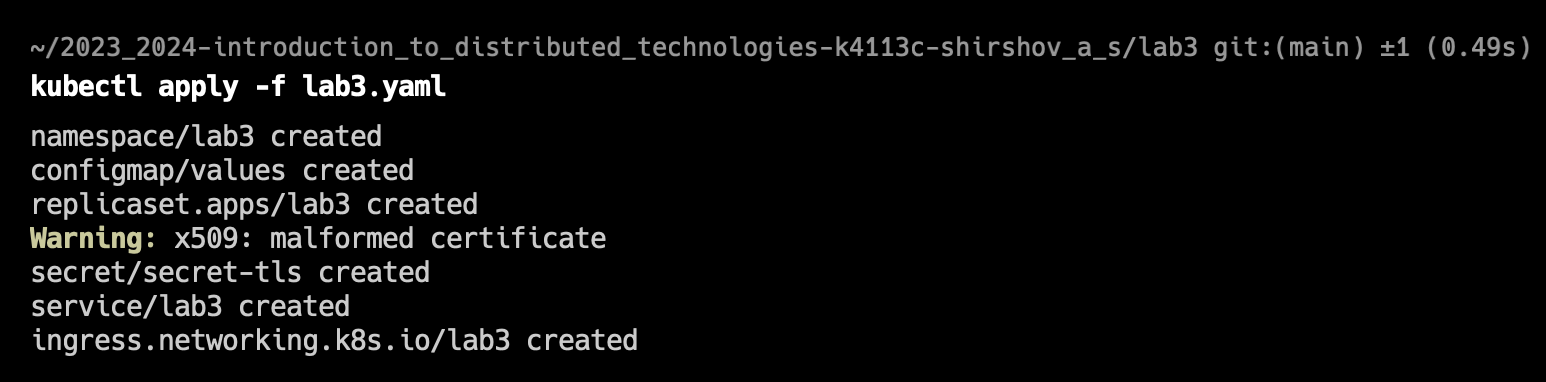 ~/2023_2024-introduction_to_distributed_technologies-k4113c-shirshov_a_s/lab3 git:(main) ±1 (0.49s)
kubectl apply -f lab3.yaml
namespace/lab3 created
configmap/values created
replicaset.apps/lab3 created
Warning: x509: malformed certificate
secret/secret-tls created
service/lab3 created
ingress.networking.k8s.io/lab3 created